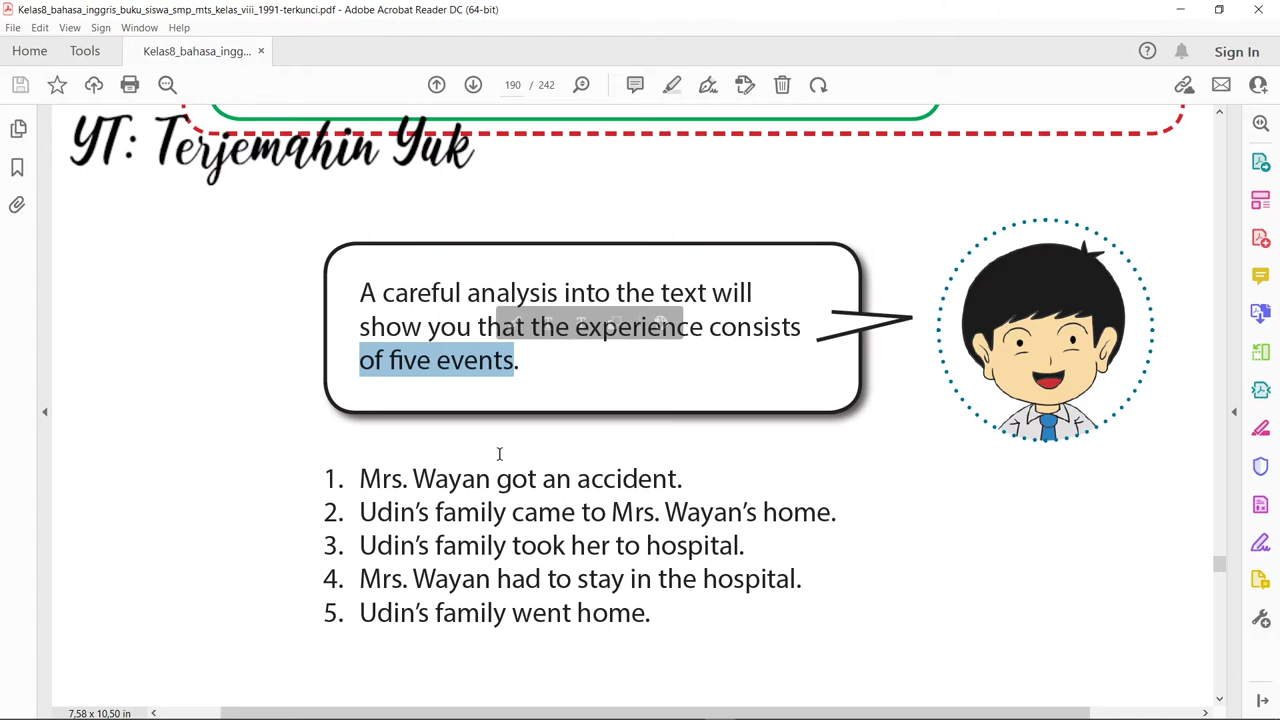 Kelas8_bahasa_inggris_buku_siswa_smp_mts_kelas_viii_1991-terkunci.pdf - Adobe Acrobat Reader DC (64-bit)
File Edit View Sign Window Help
Home Tools Kelas8_bahasa_ingg... ×
Sign In
190 / 242
YT: Terjemahin Yuk
A careful analysis into the text will
show you that the experience consists
of five events.
1. Mrs. Wayan got an accident.
2. Udin’s family came to Mrs. Wayan’s home.
3. Udin’s family took her to hospital.
4. Mrs. Wayan had to stay in the hospital.
5. Udin’s family went home.
7,58 x 10,50 in